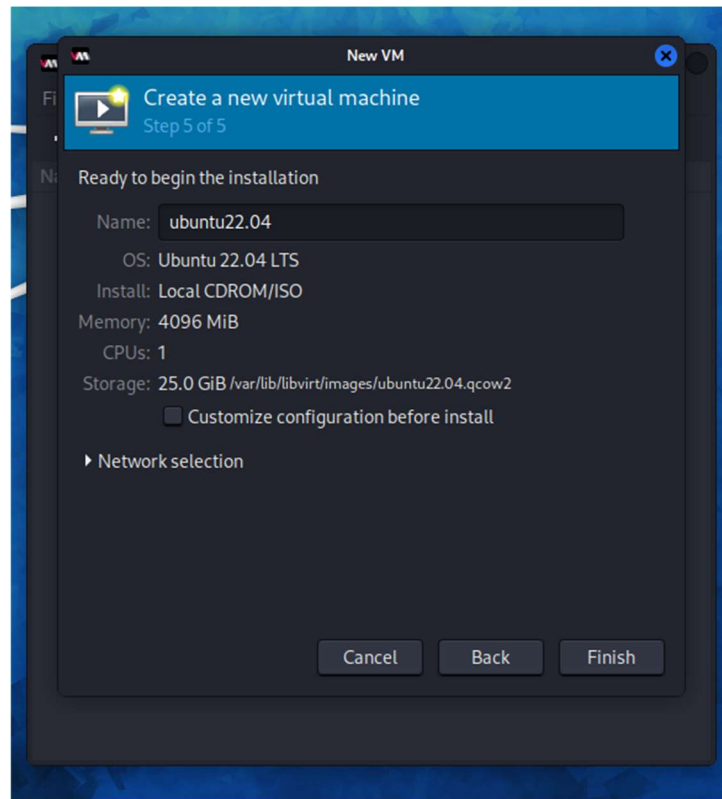 New VM
Fi
Create a new virtual machine
Step 5 of 5
Na
Ready to begin the installation
Name: ubuntu22.04
OS: Ubuntu 22.04 LTS
Install: Local CDROM/ISO
Memory: 4096 MiB
CPUs: 1
Storage: 25.0 GiB /var/lib/libvirt/images/ubuntu22.04.qcow2
Customize configuration before install
Network selection
Cancel Back Finish